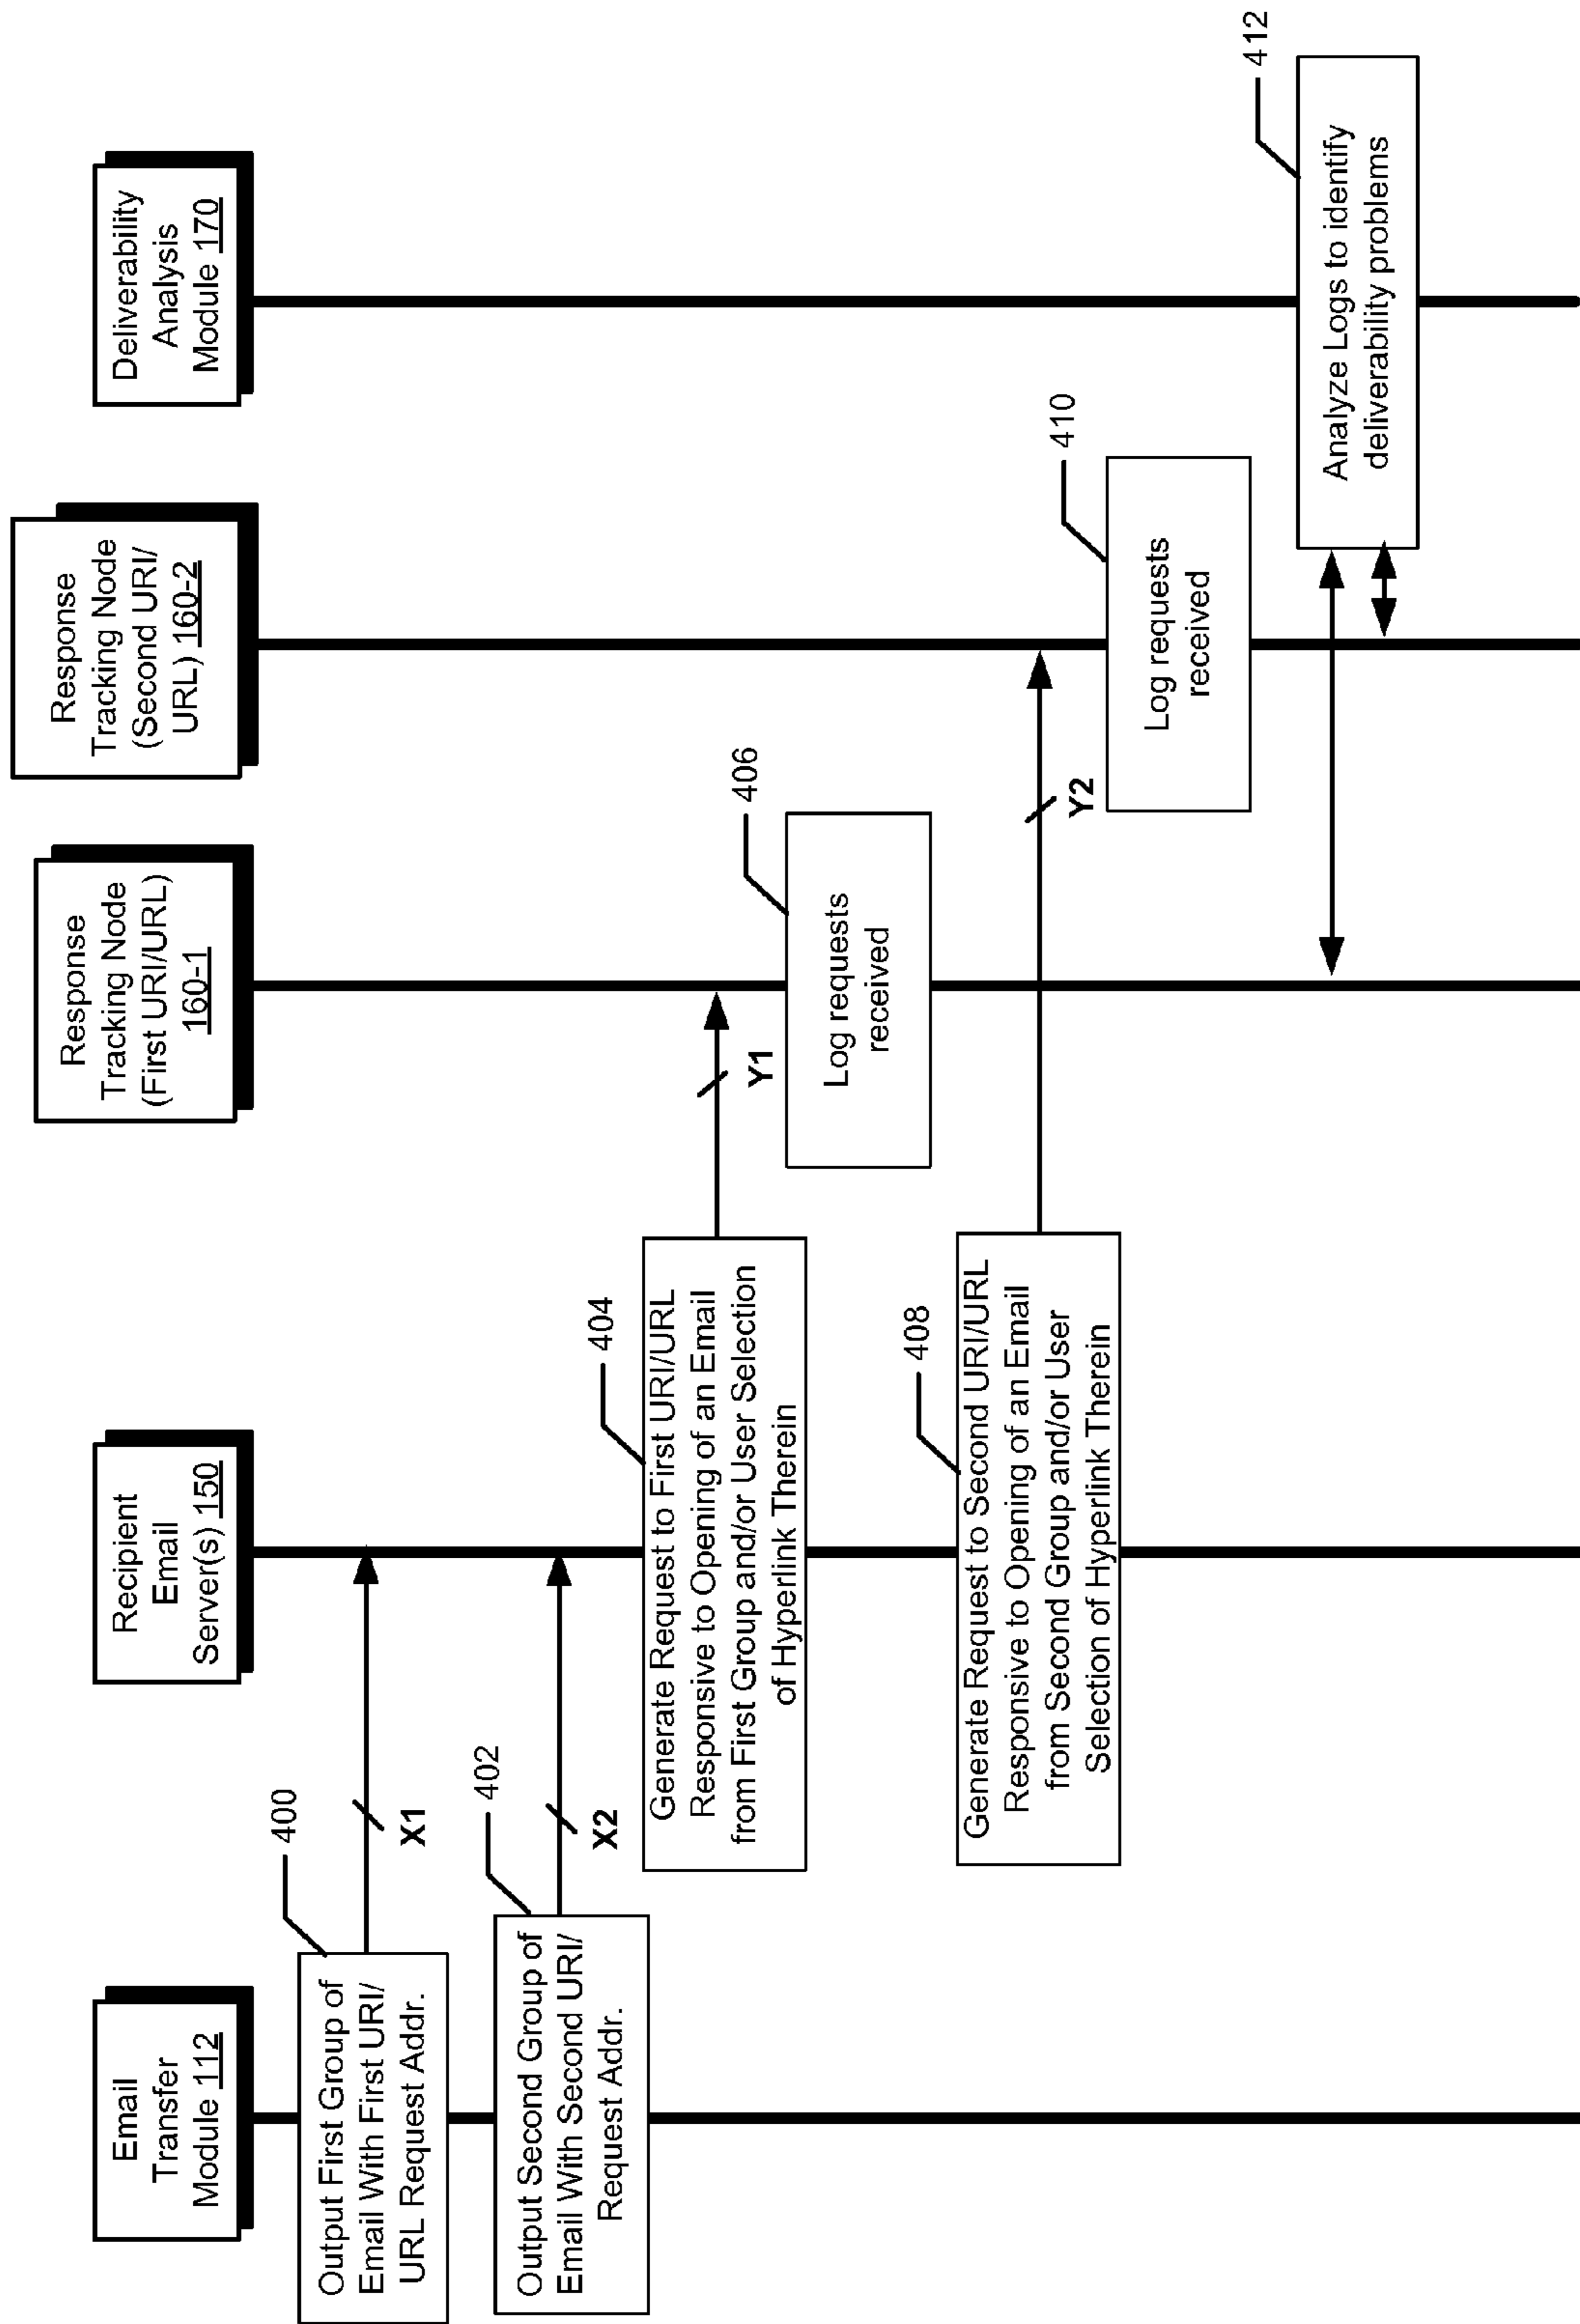 Email
Transfer
Module 112
Recipient
Email
Server(s) 150
Response
Tracking Node
(First URI/URL)
160-1
Response
Tracking Node
(Second URI/
URL) 160-2
Deliverability
Analysis
Module 170
400
Output First Group of
Email With First URI/
URL Request Addr.
X1
402
Output Second Group of
Email With Second URI/
Request Addr.
X2
404
Generate Request to First URI/URL
Responsive to Opening of an Email
from First Group and/or User Selection
of Hyperlink Therein
Y1
406
Log requests
received
408
Generate Request to Second URI/URL
Responsive to Opening of an Email
from Second Group and/or User
Selection of Hyperlink Therein
Y2
410
Log requests
received
412
Analyze Logs to identify
deliverability problems